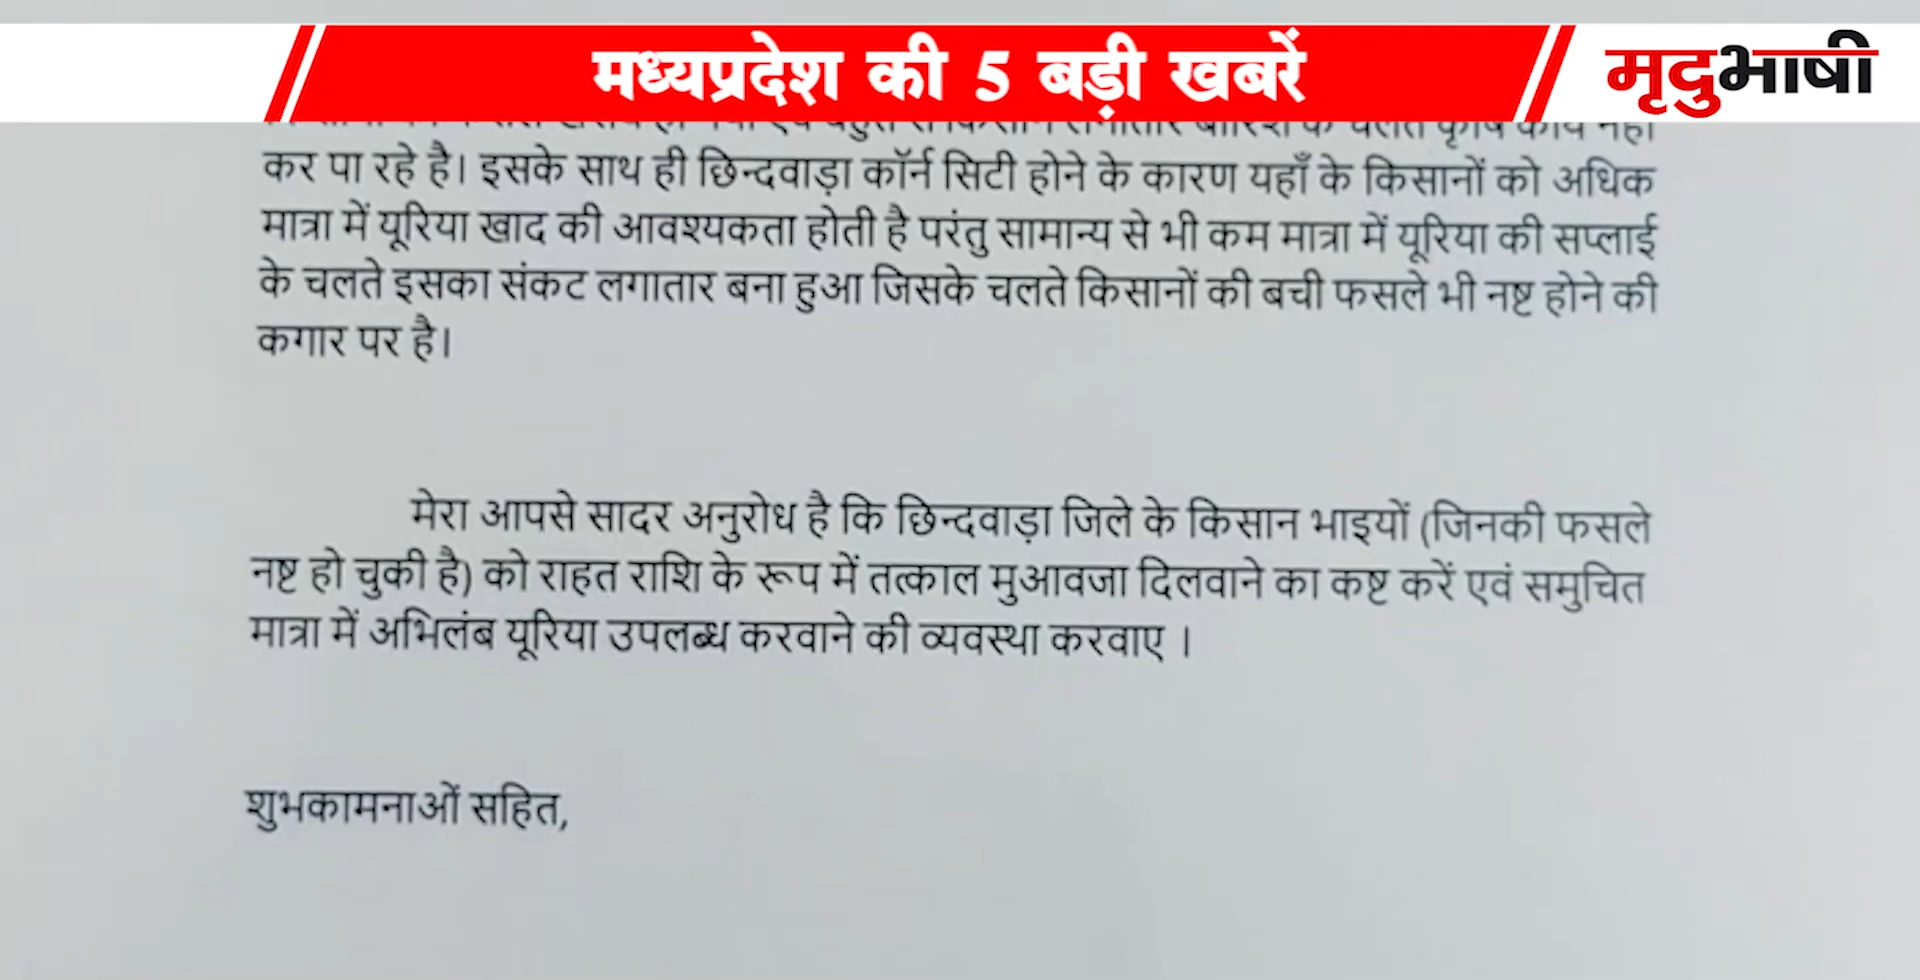 मध्यप्रदेश की 5 बड़ी खबरें
मृदुभाषी
कर पा रहे है। इसके साथ ही छिन्दवाड़ा कॉर्न सिटी होने के कारण यहाँ के किसानों को अधिक
मात्रा में यूरिया खाद की आवश्यकता होती है परंतु सामान्य से भी कम मात्रा में यूरिया की सप्लाई
के चलते इसका संकट लगातार बना हुआ जिसके चलते किसानों की बची फसले भी नष्ट होने की
कगार पर है।
मेरा आपसे सादर अनुरोध है कि छिन्दवाड़ा जिले के किसान भाइयों (जिनकी फसले
नष्ट हो चुकी है) को राहत राशि के रूप में तत्काल मुआवजा दिलवाने का कष्ट करें एवं समुचित
मात्रा में अभिलंब यूरिया उपलब्ध करवाने की व्यवस्था करवाए ।
शुभकामनाओं सहित,